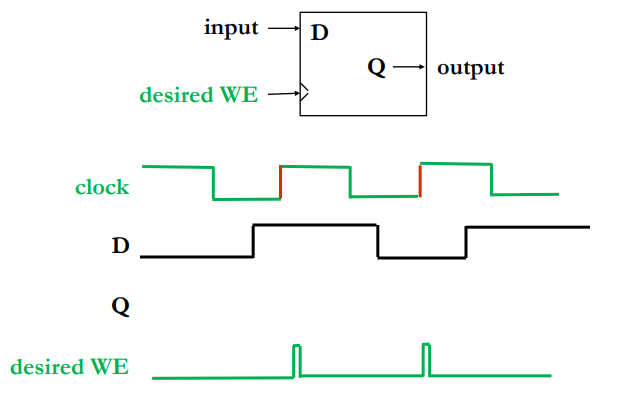 input D
Q output
desired WE
clock
D
Q
desired WE